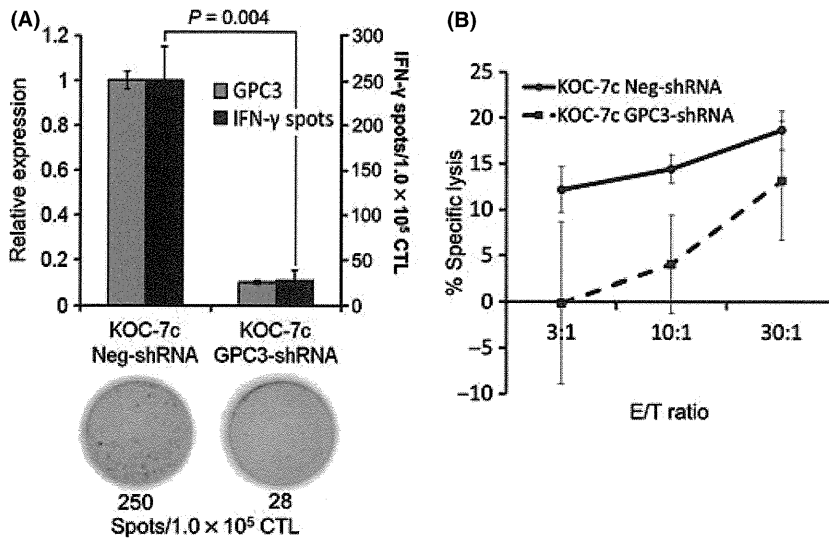 (A)
P = 0.004
Relative expression
1.2
1
0.8
0.6
0.4
0.2
0
GPC3
IFN-γ spots
300
250
200
150
100
50
0
IFN-γ spots/1.0 × 10⁵ CTL
KOC-7c
Neg-shRNA
KOC-7c
GPC3-shRNA
250
28
Spots/1.0 × 10⁵ CTL
(B)
% Specific lysis
25
20
15
10
5
0
−5
−10
KOC-7c Neg-shRNA
KOC-7c GPC3-shRNA
3:1
10:1
30:1
E/T ratio